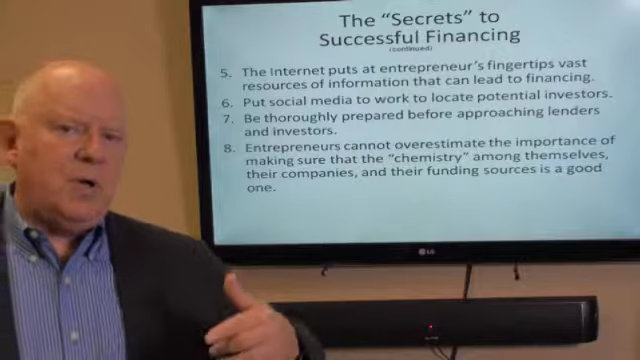 The “Secrets” to
Successful Financing
(continued)
5. The Internet puts at entrepreneur’s fingertips vast
resources of information that can lead to financing.
6. Put social media to work to locate potential investors.
7. Be thoroughly prepared before approaching lenders
and investors.
8. Entrepreneurs cannot overestimate the importance of
making sure that the “chemistry” among themselves,
their companies, and their funding sources is a good
one.
LG